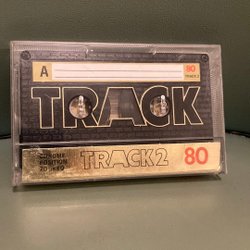 A
80
TRACK 2
TRACK
CHROME
POSITION
TRACK 2
80